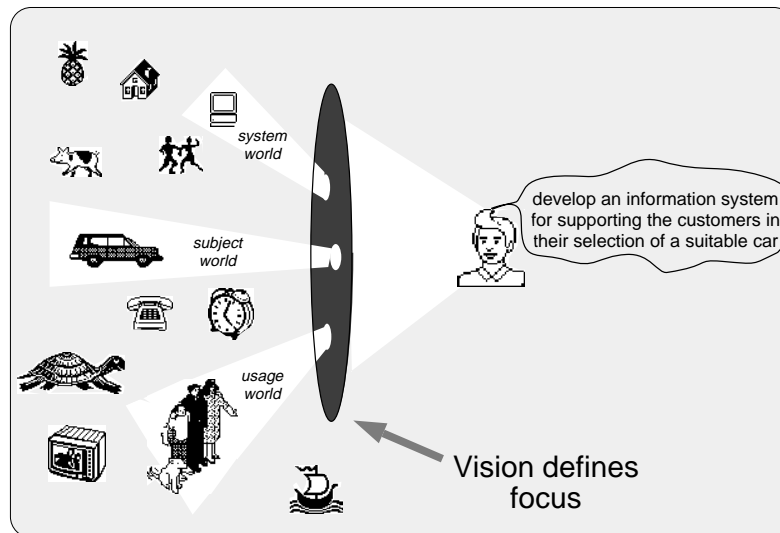 system
world
develop an information system
for supporting the customers in
their selection of a suitable car
subject
world
usage
world
Vision defines
focus